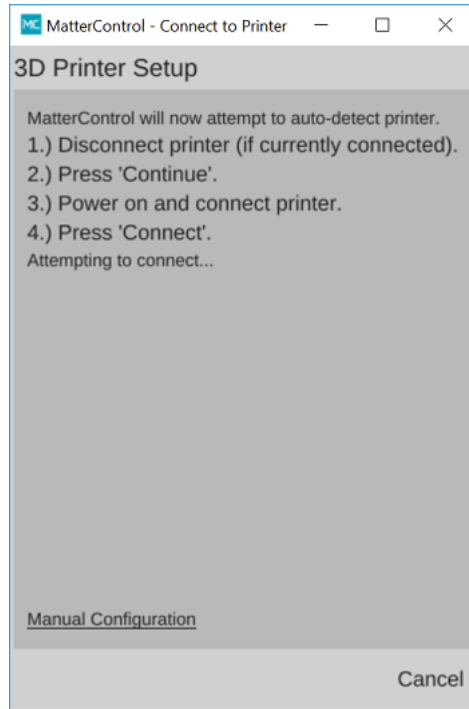 MC MatterControl - Connect to Printer
3D Printer Setup
MatterControl will now attempt to auto-detect printer.
1.) Disconnect printer (if currently connected).
2.) Press 'Continue'.
3.) Power on and connect printer.
4.) Press 'Connect'.
Attempting to connect...
Manual Configuration
Cancel